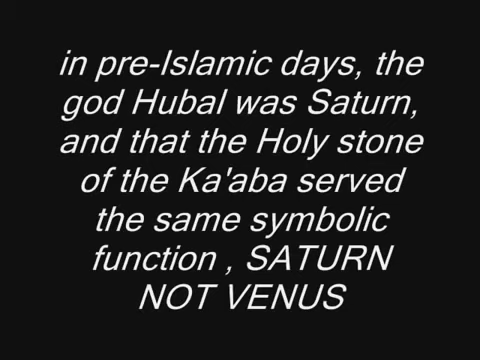 in pre-Islamic days, the
god Hubal was Saturn,
and that the Holy stone
of the Ka'aba served
the same symbolic
function , SATURN
NOT VENUS